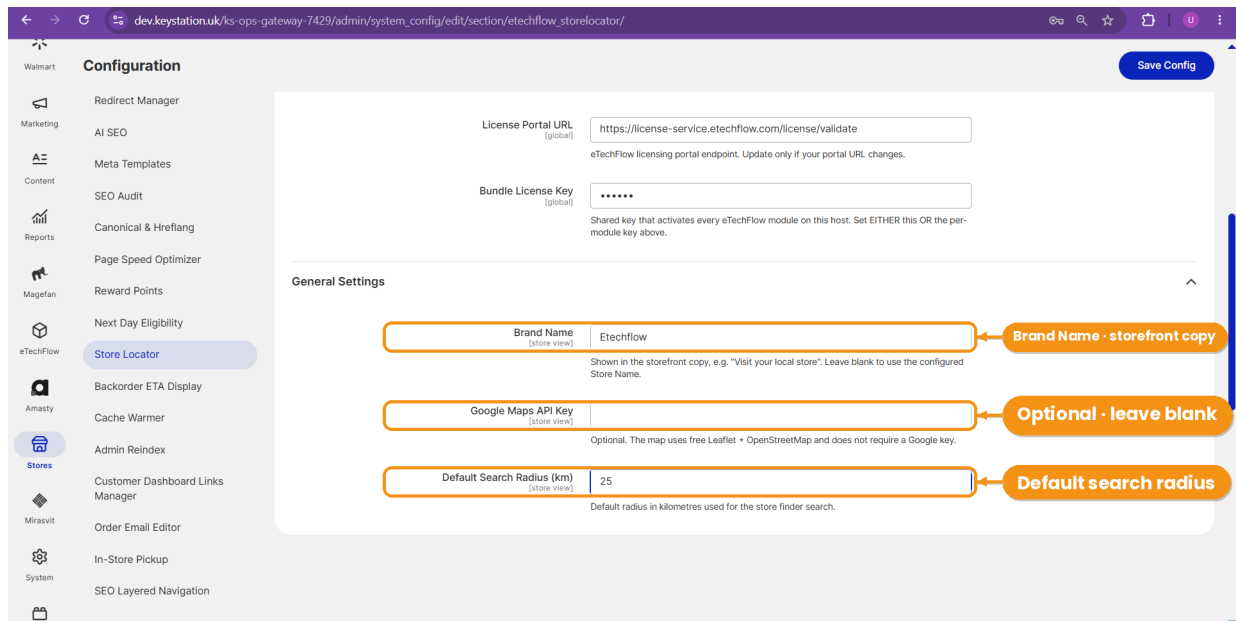 dev.keystation.uk/ks-ops-gateway-7429/admin/system_config/edit/section/etechflow_storelocator/
U
Walmart
Marketing
Content
Reports
Magefan
eTechFlow
Amasty
Stores
Mirasvit
System
Configuration
Save Config
Redirect Manager
AI SEO
Meta Templates
SEO Audit
Canonical & Hreflang
Page Speed Optimizer
Reward Points
Next Day Eligibility
Store Locator
Backorder ETA Display
Cache Warmer
Admin Reindex
Customer Dashboard Links
Manager
Order Email Editor
In-Store Pickup
SEO Layered Navigation
License Portal URL
[global]
https://license-service.etechflow.com/license/validate
eTechFlow licensing portal endpoint. Update only if your portal URL changes.
Bundle License Key
[global]
••••••
Shared key that activates every eTechFlow module on this host. Set EITHER this OR the per-
module key above.
General Settings
Brand Name
[store view]
Etechflow
Brand Name · storefront copy
Shown in the storefront copy, e.g. "Visit your local store". Leave blank to use the configured
Store Name.
Google Maps API Key
[store view]
Optional · leave blank
Optional. The map uses free Leaflet + OpenStreetMap and does not require a Google key.
Default Search Radius (km)
[store view]
25
Default search radius
Default radius in kilometres used for the store finder search.